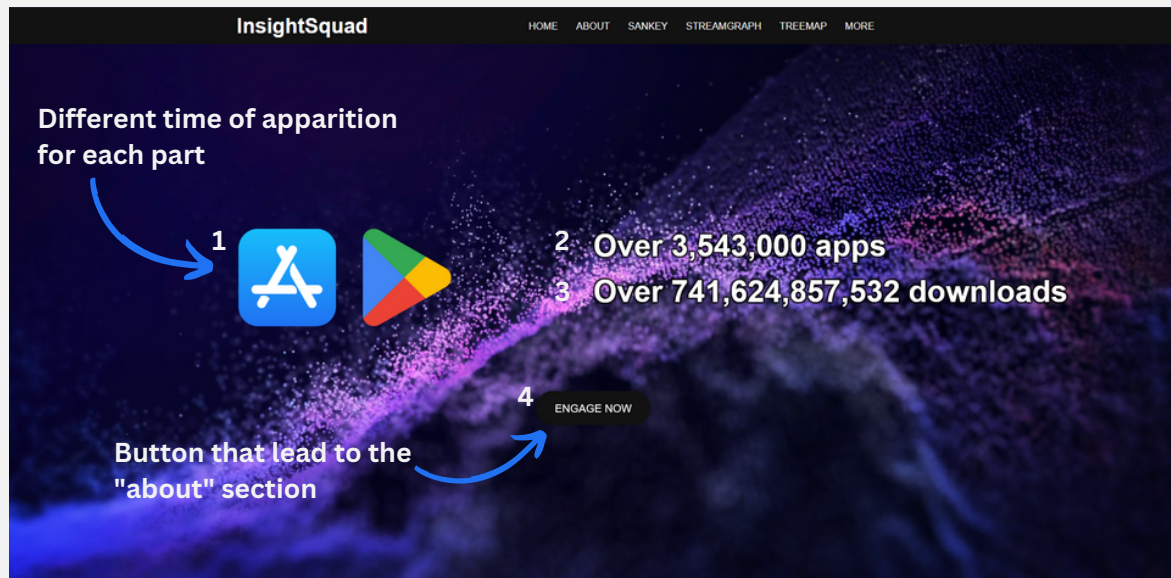 InsightSquad
HOME ABOUT SANKEY STREAMGRAPH TREEMAP MORE
Different time of apparition
for each part
1
2 Over 3,543,000 apps
3 Over 741,624,857,532 downloads
4
ENGAGE NOW
Button that lead to the
"about" section